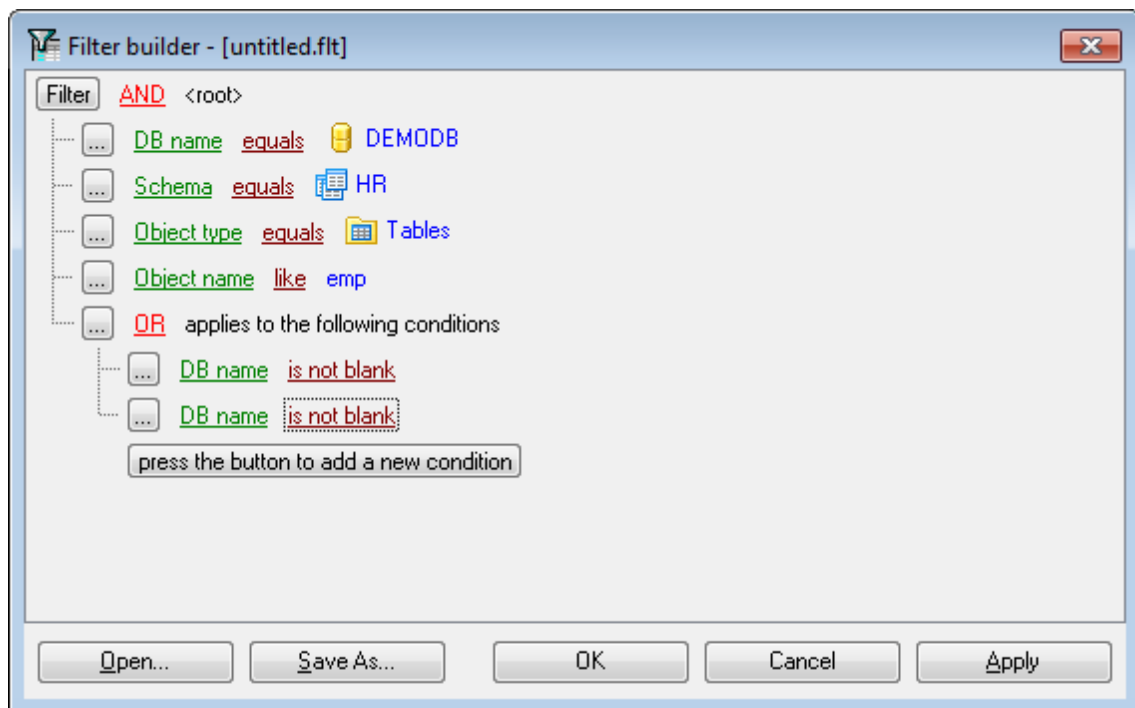 Filter builder - [untitled.flt]
Filter AND <root>
... DB name equals DEMODB
... Schema equals HR
... Object type equals Tables
... Object name like emp
... OR applies to the following conditions
... DB name is not blank
... DB name is not blank
press the button to add a new condition
Open... Save As... OK Cancel Apply